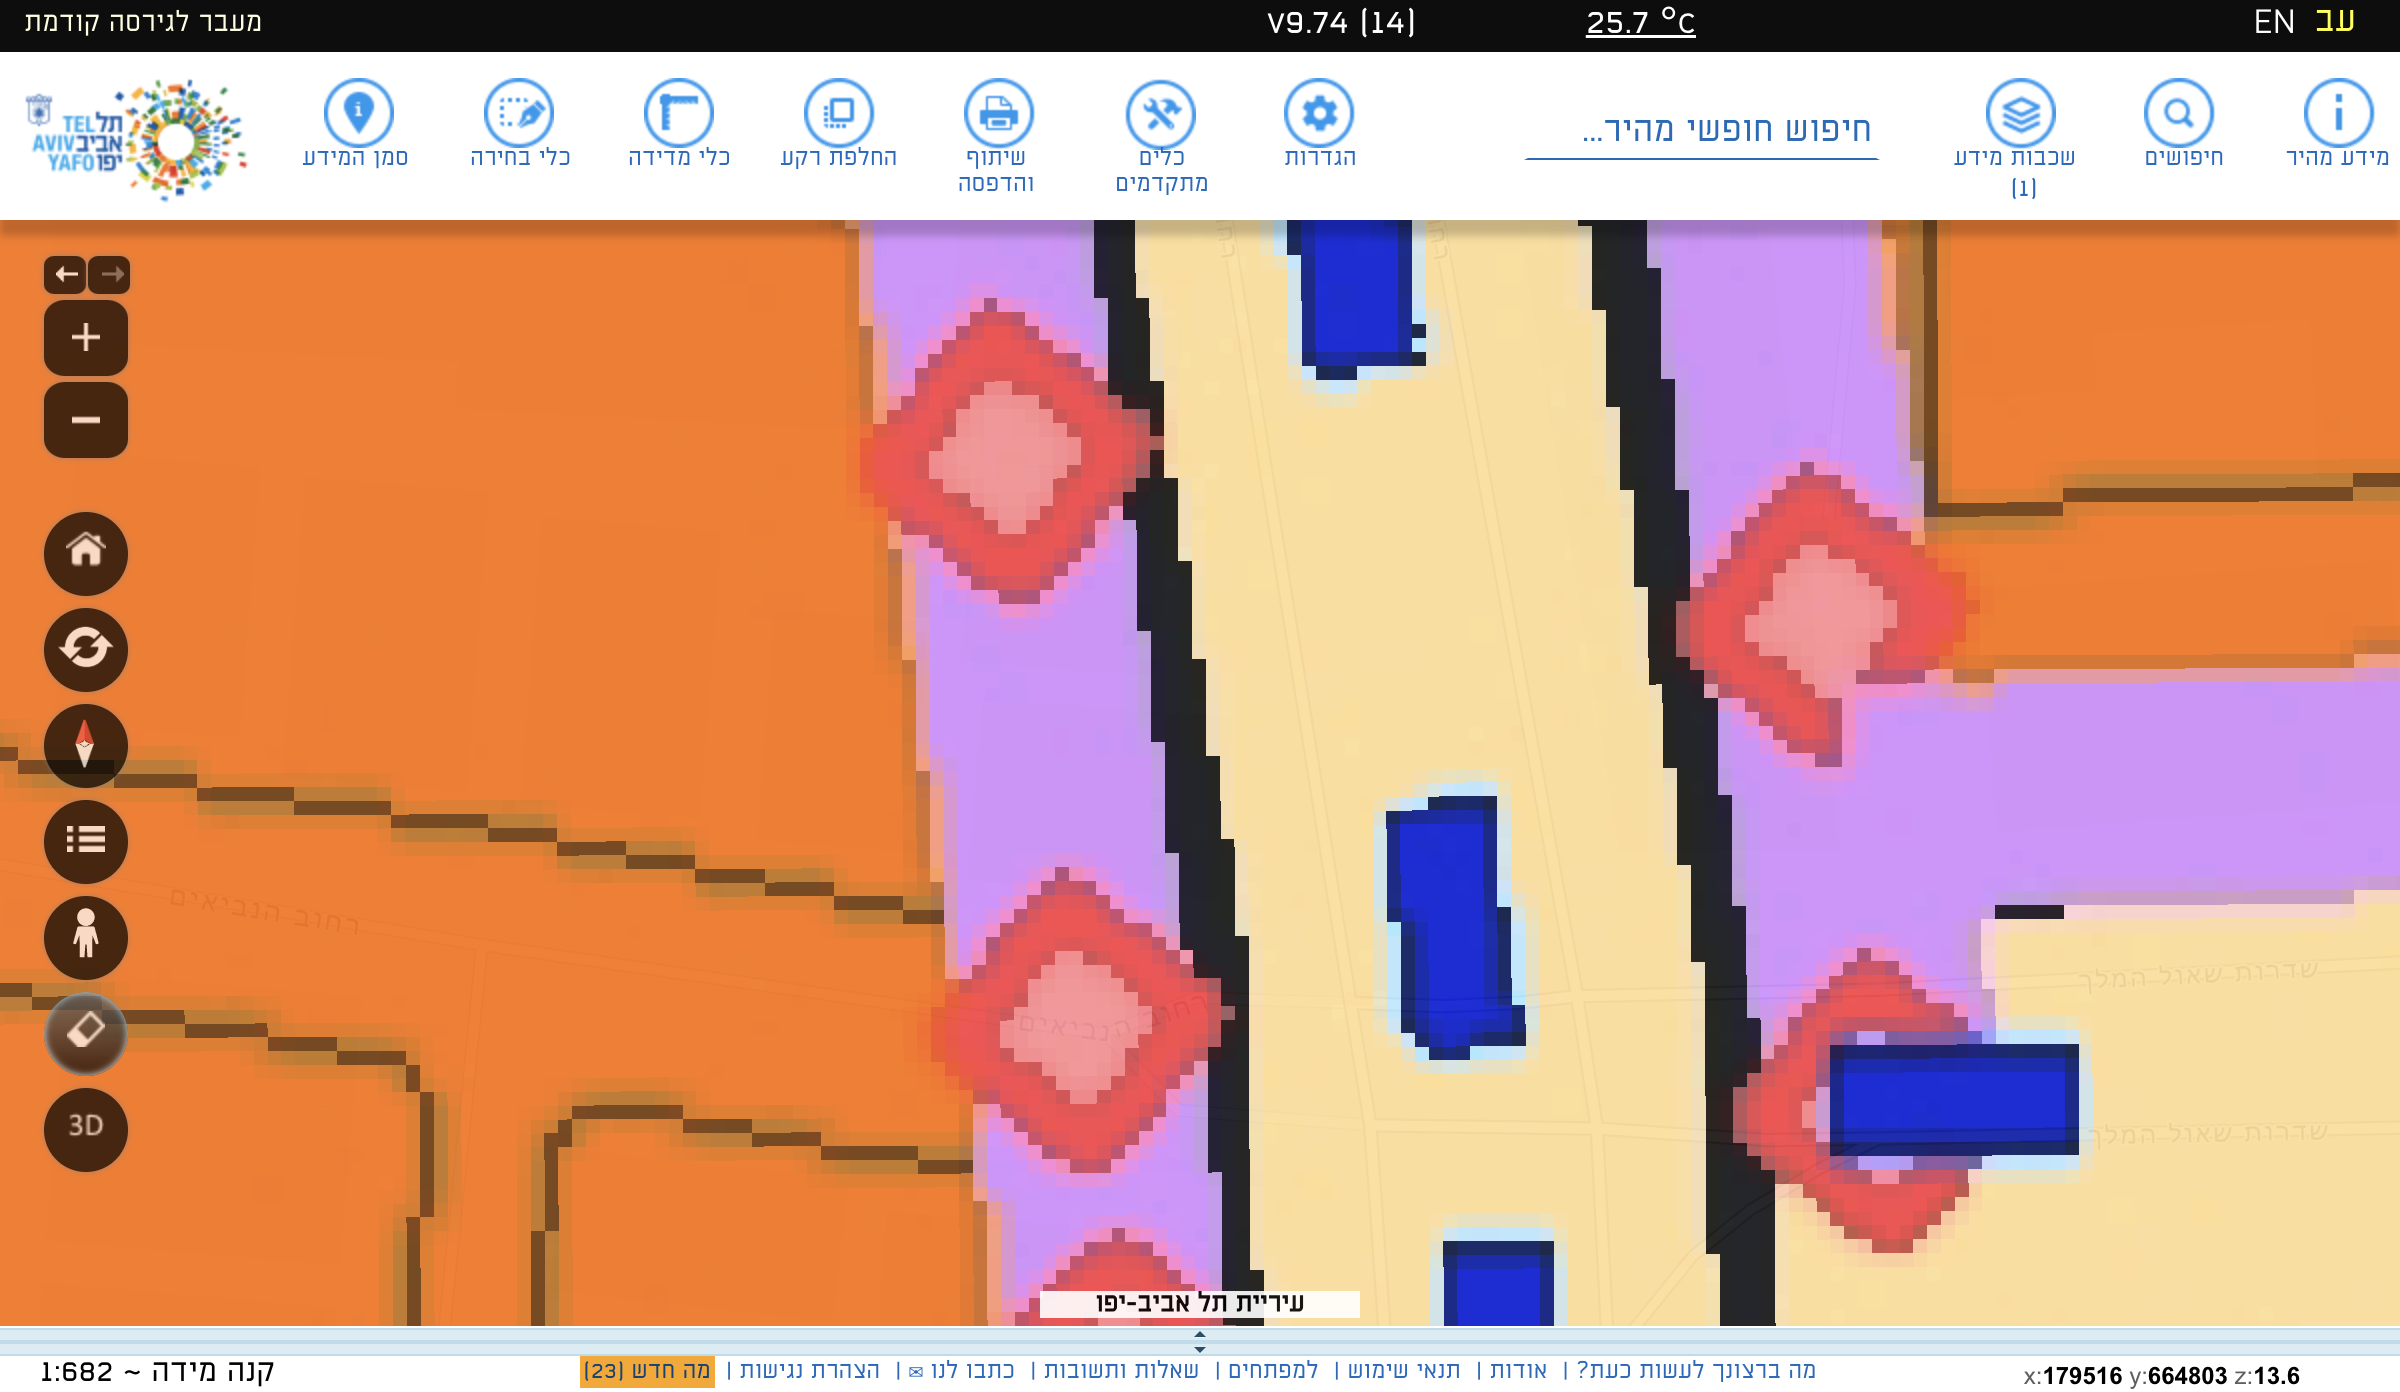 עב EN
25.7 °C
V9.74 (14)
מעבר לגירסה קודמת
מידע מהיר
חיפושים
שכבות מידע
(1)
חיפוש חופשי מהיר...
הגדרות
כלים
מתקדמים
שיתוף
והדפסה
החלפת רקע
כלי מדידה
כלי בחירה
סמן המידע
תל TEL
אביב AVIV
יפו YAFO
רחוב הנביאים
שדרות שאול המלך
רחוב הנביאים
שדרות שאול המלך
3D
עיריית תל אביב-יפו
x:179516 y:664803 z:13.6
מה ברצונך לעשות כעת? | אודות | תנאי שימוש | למפתחים | שאלות ותשובות | כתבו לנו ✉ | הצהרת נגישות | מה חדש (23)
קנה מידה ~ 1:682